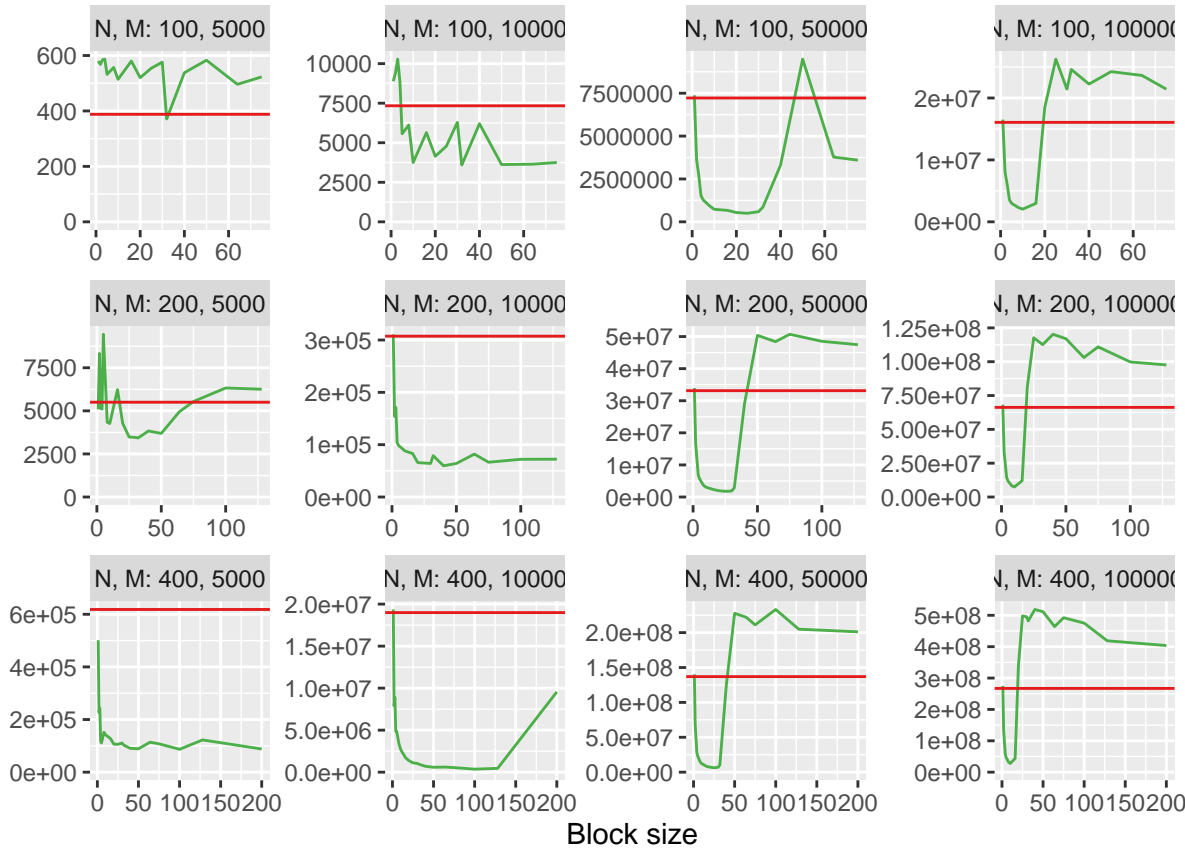 N, M: 100, 5000 N, M: 100, 10000 N, M: 100, 50000 N, M: 100, 100000
600 10000 7500000 2e+07
400 7500 5000000 1e+07
200 5000 2500000 0e+00
0 2500 0
0
0 20 40 60 0 20 40 60 0 20 40 60 0 20 40 60
N, M: 200, 5000 N, M: 200, 10000 N, M: 200, 50000 N, M: 200, 100000
7500 3e+05 5e+07 1.25e+08
5000 2e+05 4e+07 1.00e+08
2500 1e+05 3e+07 7.50e+07
0 0e+00 2e+07 5.00e+07
1e+07 2.50e+07
0e+00 0.00e+00
0 50 100 0 50 100 0 50 100 0 50 100
N, M: 400, 5000 N, M: 400, 10000 N, M: 400, 50000 N, M: 400, 100000
6e+05 2.0e+07 2.0e+08 5e+08
4e+05 1.5e+07 1.5e+08 4e+08
2e+05 1.0e+07 1.0e+08 3e+08
0e+00 5.0e+06 5.0e+07 2e+08
0.0e+00 0.0e+00 1e+08
0e+00
0 50 100 150 200 0 50 100 150 200 0 50 100 150 200 0 50 100 150 200
Block size